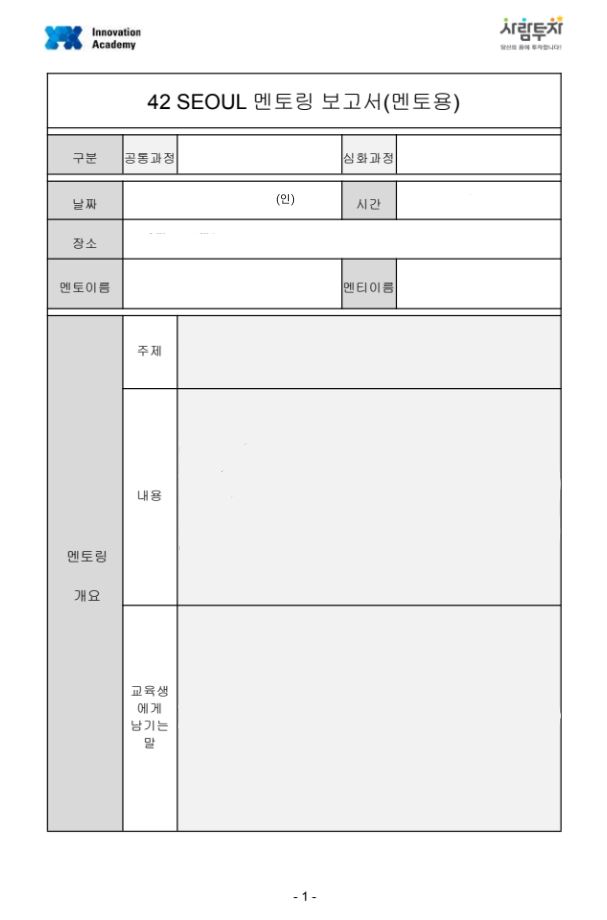 Innovation
Academy
사람투자
당신의 꿈에 투자합니다!
42 SEOUL 멘토링 보고서(멘토용)
구분 공통과정 심화과정
날짜 (인) 시간
장소
멘토이름 멘티이름
주제
내용
멘토링
개요
교육생
에게
남기는
말
- 1 -